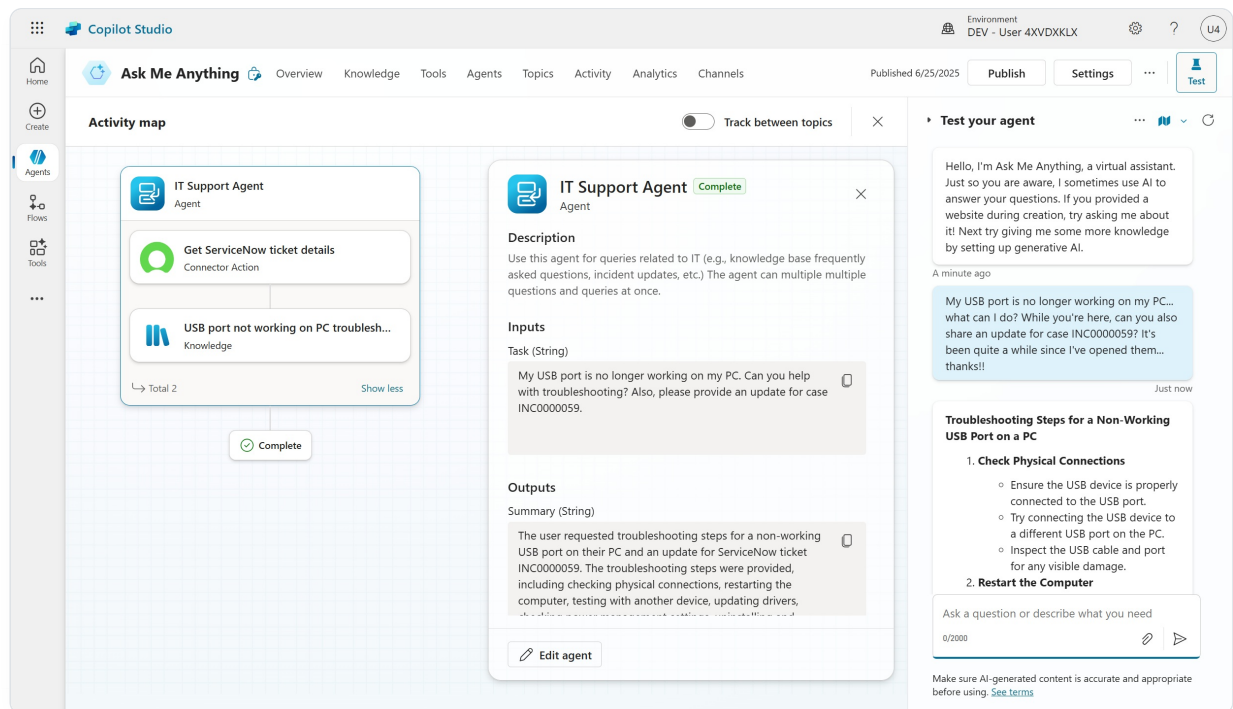 Copilot Studio
Environment
DEV - User 4XVDXKLX
U4
Home
Create
Agents
Flows
Tools
Ask Me Anything
Overview
Knowledge
Tools
Agents
Topics
Activity
Analytics
Channels
Published 6/25/2025
Publish
Settings
Test
Activity map
Track between topics
IT Support Agent
Agent
Get ServiceNow ticket details
Connector Action
USB port not working on PC troublesh...
Knowledge
Total 2
Show less
Complete
IT Support Agent
Complete
Agent
Description
Use this agent for queries related to IT (e.g., knowledge base frequently
asked questions, incident updates, etc.) The agent can multiple multiple
questions and queries at once.
Inputs
Task (String)
My USB port is no longer working on my PC. Can you help
with troubleshooting? Also, please provide an update for case
INC0000059.
Outputs
Summary (String)
The user requested troubleshooting steps for a non-working
USB port on their PC and an update for ServiceNow ticket
INC0000059. The troubleshooting steps were provided,
including checking physical connections, restarting the
computer, testing with another device, updating drivers,
checking power management settings, uninstalling and
Edit agent
Test your agent
Hello, I'm Ask Me Anything, a virtual assistant.
Just so you are aware, I sometimes use AI to
answer your questions. If you provided a
website during creation, try asking me about
it! Next try giving me some more knowledge
by setting up generative AI.
A minute ago
My USB port is no longer working on my PC...
what can I do? While you're here, can you also
share an update for case INC0000059? It's
been quite a while since I've opened them...
thanks!!
Just now
Troubleshooting Steps for a Non-Working
USB Port on a PC
1. Check Physical Connections
Ensure the USB device is properly
connected to the USB port.
Try connecting the USB device to
a different USB port on the PC.
Inspect the USB cable and port
for any visible damage.
2. Restart the Computer
Ask a question or describe what you need
0/2000
Make sure AI-generated content is accurate and appropriate
before using. See terms